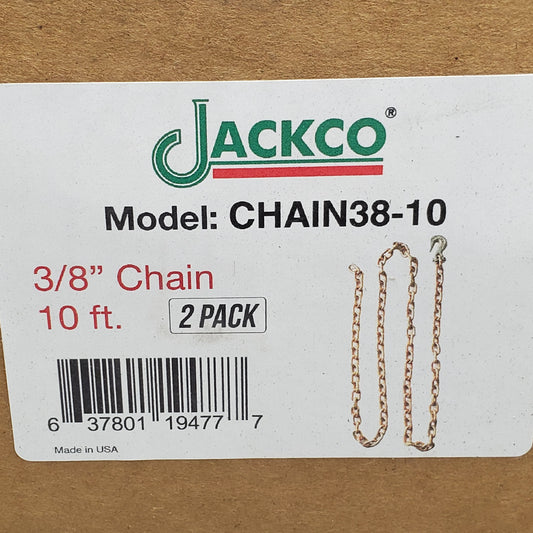 JACKCO®
Model: CHAIN38-10
3/8” Chain
10 ft. 2 PACK
6 37801 19477 7
Made in USA